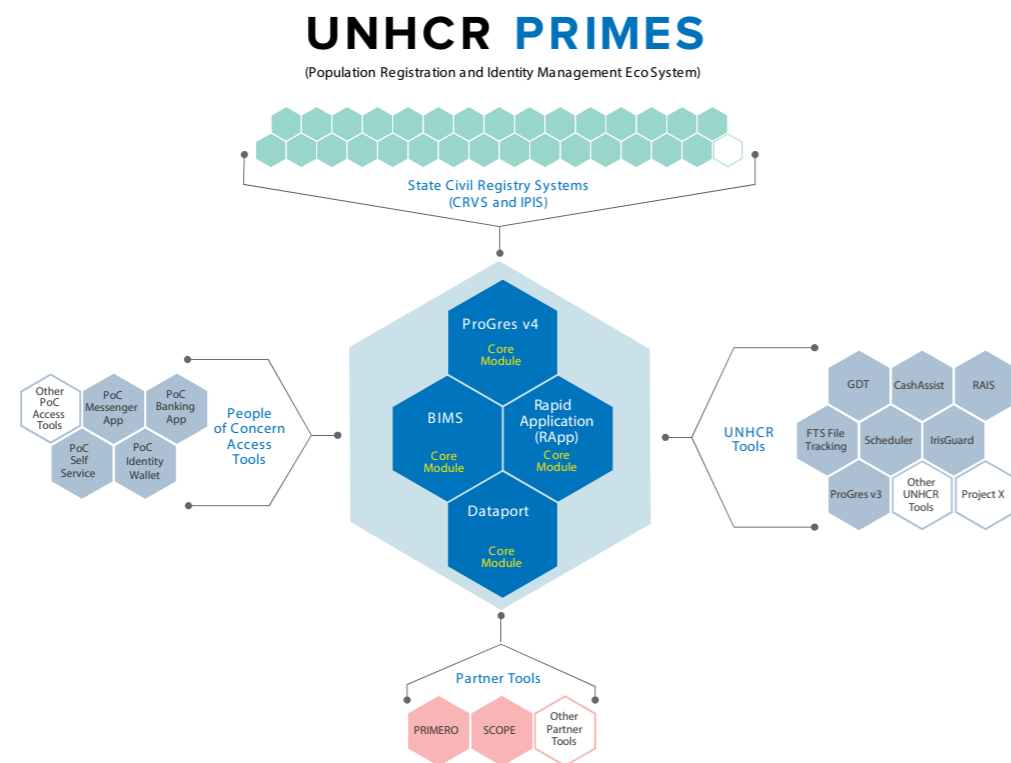 UNHCR PRIMES
(Population Registration and Identity Management EcoSystem)
State Civil Registry Systems
(CRVS and IPIS)
ProGres v4
Core
Module
BIMS
Core
Module
Rapid
Application
(RApp)
Core
Module
Dataport
Core
Module
Other
PoC
Access
Tools
PoC
Messenger
App
PoC
Banking
App
PoC
Self
Service
PoC
Identity
Wallet
People
of Concern
Access
Tools
UNHCR
Tools
GDT
CashAssist
RAIS
FTS File
Tracking
Scheduler
IrisGuard
ProGres v3
Other
UNHCR
Tools
Project X
Partner Tools
PRIMERO
SCOPE
Other
Partner
Tools